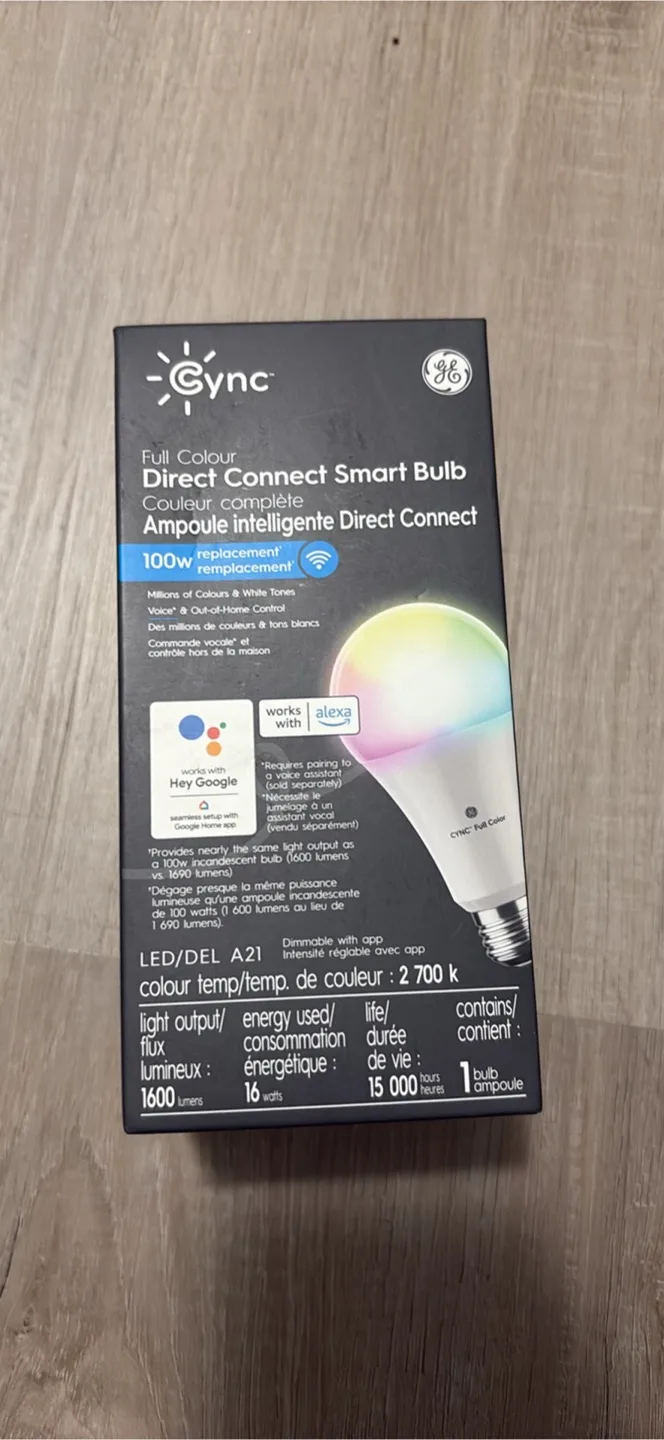 Cync™
GE
Full Colour
Direct Connect Smart Bulb
Couleur complète
Ampoule intelligente Direct Connect
100w replacement†
remplacement†
Millions of Colours & White Tones
Voice* & Out-of-Home Control
Des millions de couleurs & tons blancs
Commande vocale* et
contrôle hors de la maison
works with
Hey Google
seamless setup with
Google Home app
works
with
alexa
*Requires pairing to
a voice assistant
(sold separately)
*Nécessite le
jumelage à un
assistant vocal
(vendu séparément)
CYNC™ Full Color
†Provides nearly the same light output as
a 100w incandescent bulb (1600 lumens
vs. 1690 lumens)
†Dégage presque la même puissance
lumineuse qu'une ampoule incandescente
de 100 watts (1 600 lumens au lieu de
1 690 lumens).
LED/DEL A21
Dimmable with app
Intensité réglable avec app
colour temp/temp. de couleur : 2 700 k
light output/
flux
lumineux :
1600 lumens
energy used/
consommation
énergétique :
16 watts
life/
durée
de vie :
15 000 hours
heures
contains/
contient :
1 bulb
ampoule